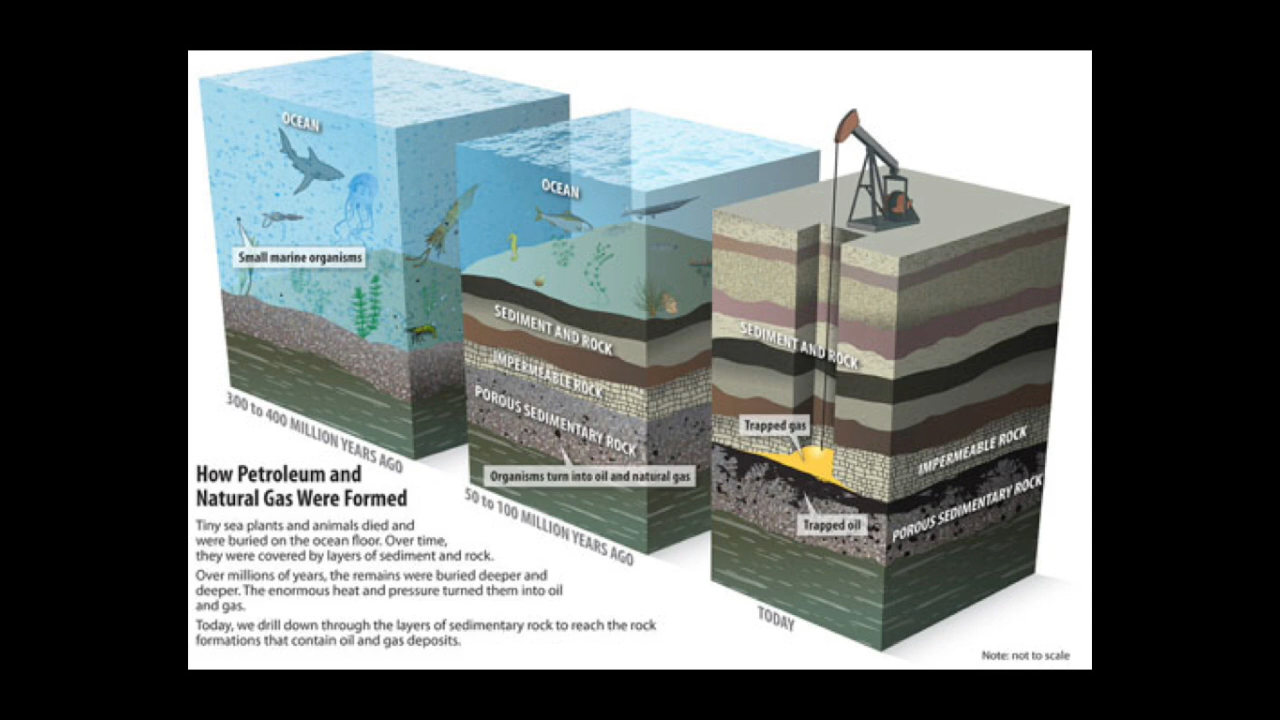 OCEAN
Small marine organisms
300 to 400 MILLION YEARS AGO
OCEAN
SEDIMENT AND ROCK
IMPERMEABLE ROCK
POROUS SEDIMENTARY ROCK
Organisms turn into oil and natural gas
50 to 100 MILLION YEARS AGO
SEDIMENT AND ROCK
Trapped gas
IMPERMEABLE ROCK
POROUS SEDIMENTARY ROCK
Trapped oil
TODAY
How Petroleum and
Natural Gas Were Formed
Tiny sea plants and animals died and
were buried on the ocean floor. Over time,
they were covered by layers of sediment and rock.
Over millions of years, the remains were buried deeper and
deeper. The enormous heat and pressure turned them into oil
and gas.
Today, we drill down through the layers of sedimentary rock to reach the rock
formations that contain oil and gas deposits.
Note: not to scale